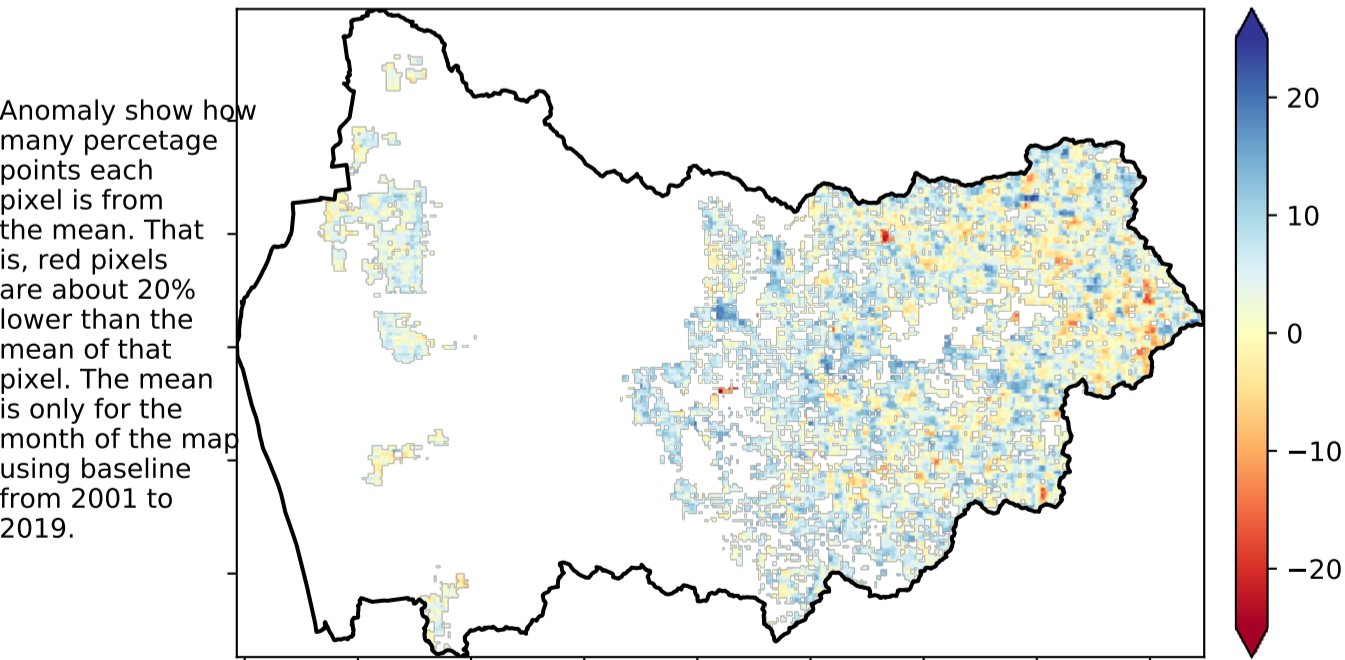 Anomaly show how
many percetage
points each
pixel is from
the mean. That
is, red pixels
are about 20%
lower than the
mean of that
pixel. The mean
is only for the
month of the map
using baseline
from 2001 to
2019.
20
10
0
−10
−20